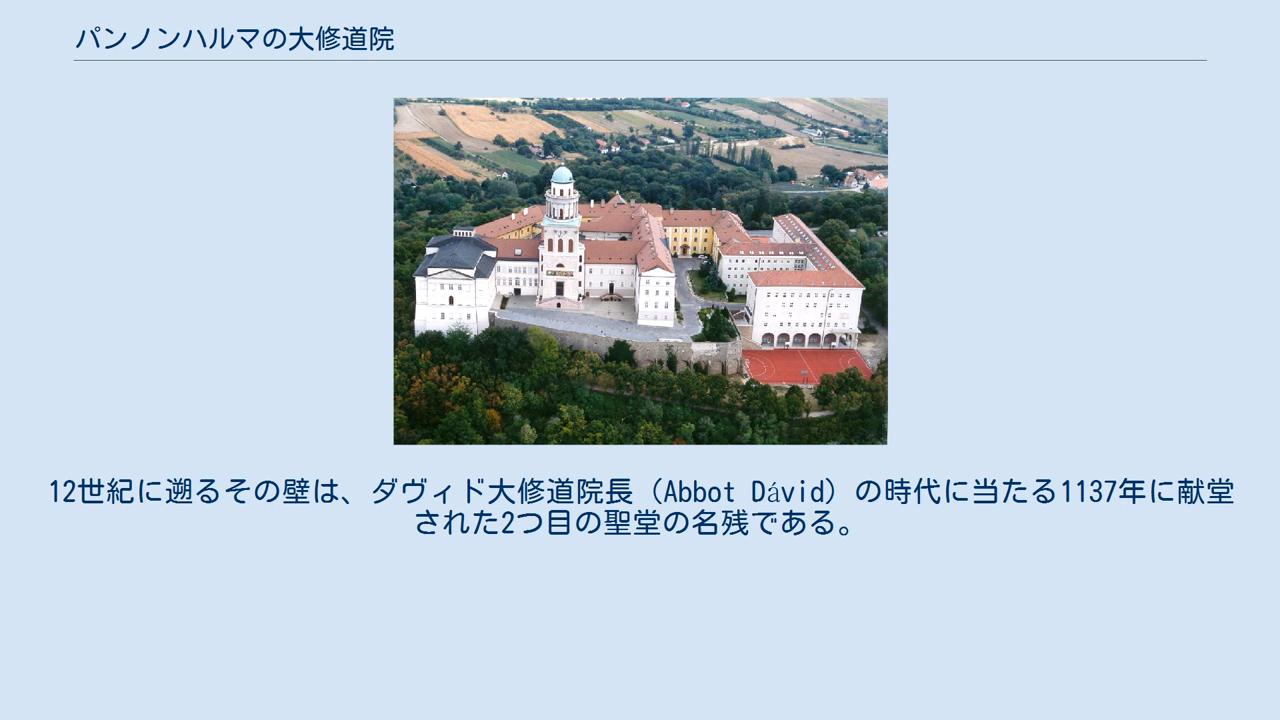 パンノンハルマの大修道院
12世紀に遡るその壁は、ダヴィド大修道院長（Abbot Dávid）の時代に当たる1137年に献堂
された2つ目の聖堂の名残である。